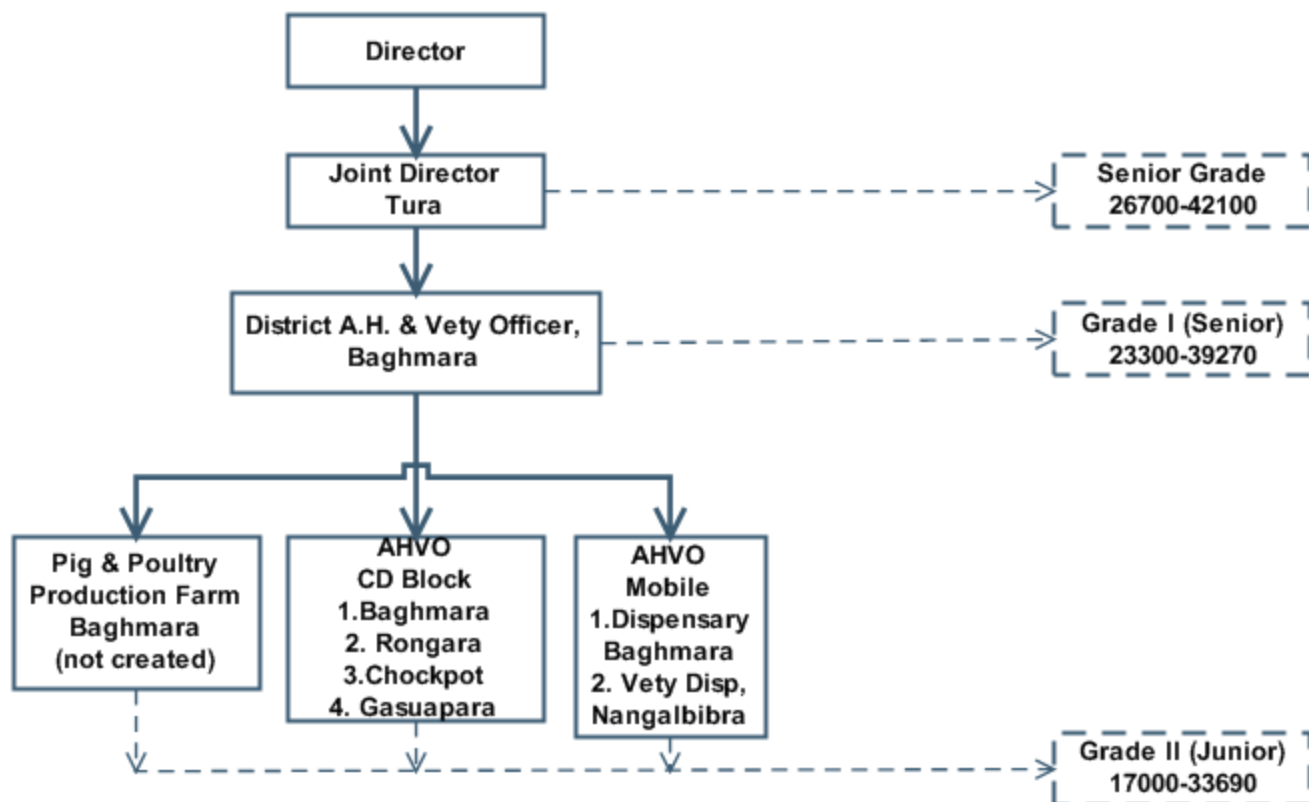 Director
Joint Director
Tura
Senior Grade
26700-42100
District A.H. & Vety Officer,
Baghmara
Grade I (Senior)
23300-39270
Pig & Poultry
Production Farm
Baghmara
(not created)
AHVO
CD Block
1.Baghmara
2. Rongara
3.Chockpot
4. Gasuapara
AHVO
Mobile
1.Dispensary
Baghmara
2. Vety Disp,
Nangalbibra
Grade II (Junior)
17000-33690